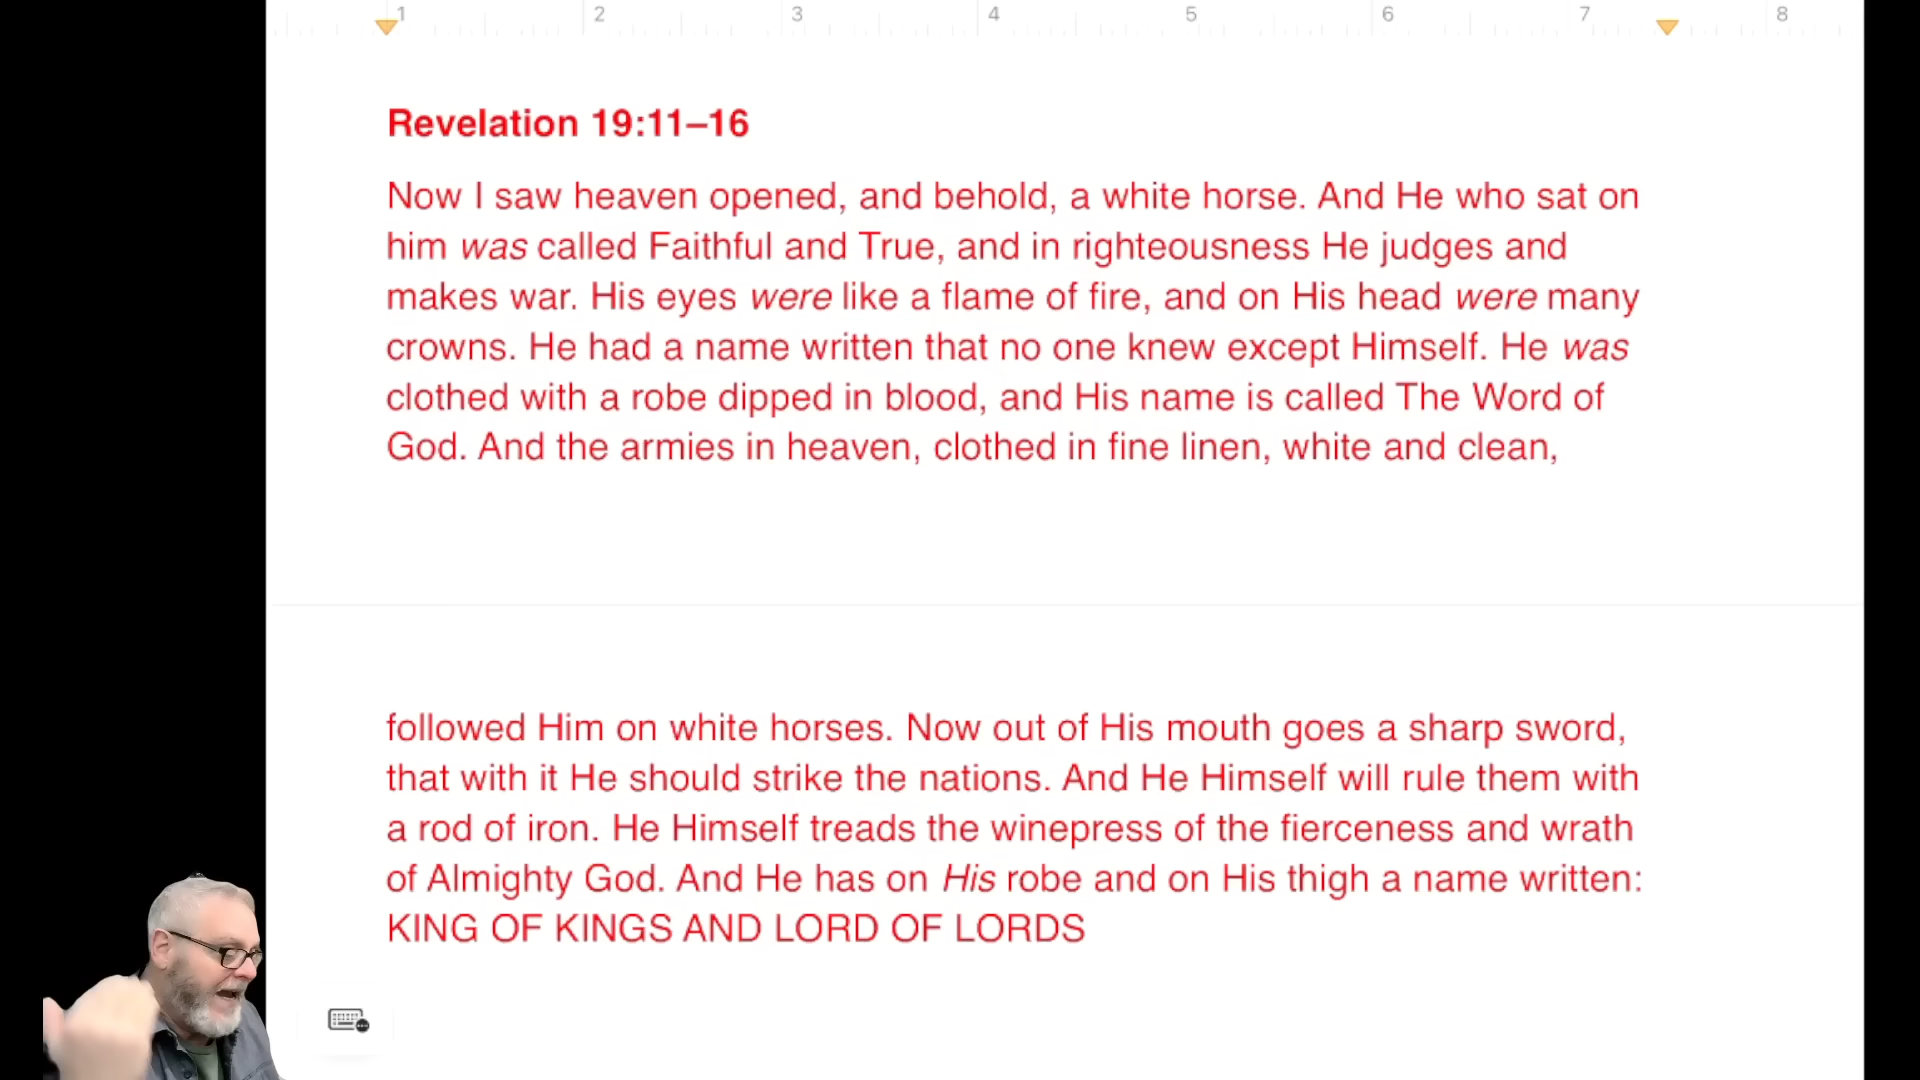 1 2 3 4 5 6 7 8
Revelation 19:11–16
Now I saw heaven opened, and behold, a white horse. And He who sat on
him was called Faithful and True, and in righteousness He judges and
makes war. His eyes were like a flame of fire, and on His head were many
crowns. He had a name written that no one knew except Himself. He was
clothed with a robe dipped in blood, and His name is called The Word of
God. And the armies in heaven, clothed in fine linen, white and clean,
followed Him on white horses. Now out of His mouth goes a sharp sword,
that with it He should strike the nations. And He Himself will rule them with
a rod of iron. He Himself treads the winepress of the fierceness and wrath
of Almighty God. And He has on His robe and on His thigh a name written:
KING OF KINGS AND LORD OF LORDS